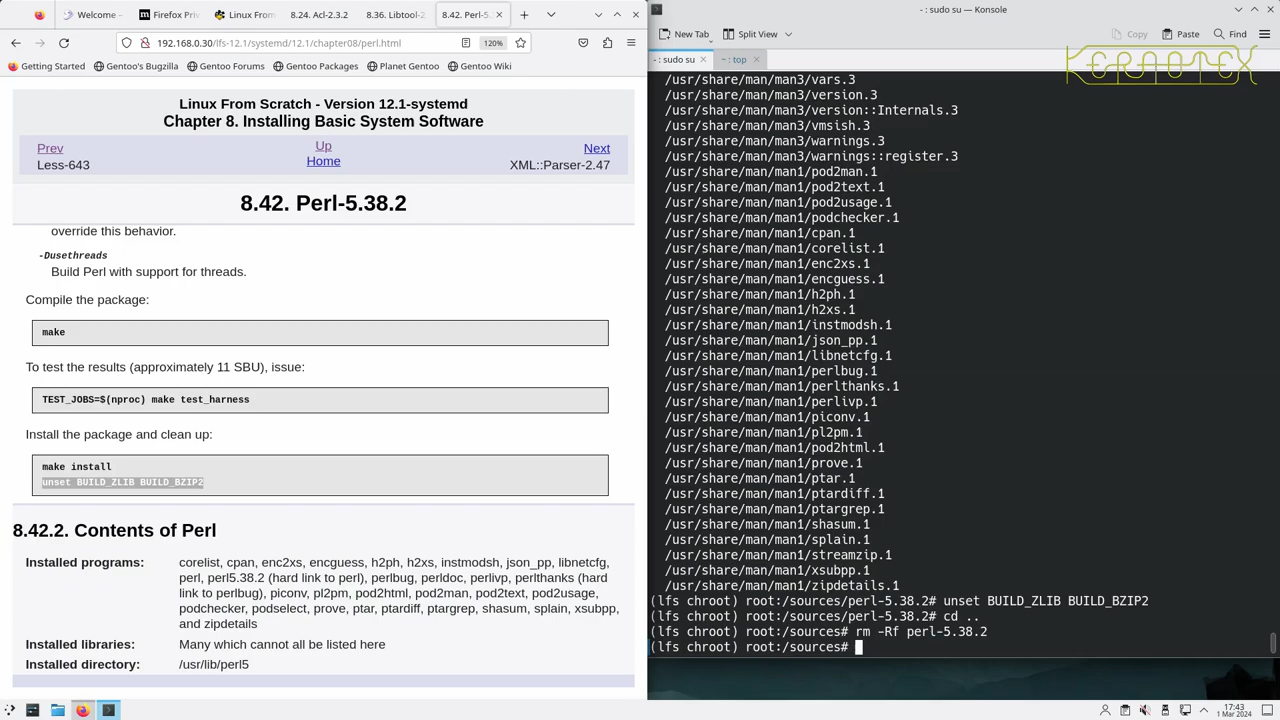 Welcome -
Firefox Priv
Linux From
8.24. Acl-2.3.2
8.36. Libtool-2.
8.42. Perl-5.
192.168.0.30/lfs-12.1/systemd/12.1/chapter08/perl.html
120%
Getting Started
Gentoo's Bugzilla
Gentoo Forums
Gentoo Packages
Planet Gentoo
Gentoo Wiki
Linux From Scratch - Version 12.1-systemd
Chapter 8. Installing Basic System Software
Prev
Up
Next
Less-643
Home
XML::Parser-2.47
8.42. Perl-5.38.2
override this behavior.
-Dusethreads
Build Perl with support for threads.
Compile the package:
make
To test the results (approximately 11 SBU), issue:
TEST_JOBS=$(nproc) make test_harness
Install the package and clean up:
make install
unset BUILD_ZLIB BUILD_BZIP2
8.42.2. Contents of Perl
Installed programs:
corelist, cpan, enc2xs, encguess, h2ph, h2xs, instmodsh, json_pp, libnetcfg,
perl, perl5.38.2 (hard link to perl), perlbug, perldoc, perlivp, perlthanks (hard
link to perlbug), piconv, pl2pm, pod2html, pod2man, pod2text, pod2usage,
podchecker, podselect, prove, ptar, ptardiff, ptargrep, shasum, splain, xsubpp,
and zipdetails
Installed libraries:
Many which cannot all be listed here
Installed directory:
/usr/lib/perl5
- : sudo su — Konsole
New Tab
Split View
Copy
Paste
Find
- : sudo su
~ : top
KERNOTEX
/usr/share/man/man3/vars.3
/usr/share/man/man3/version.3
/usr/share/man/man3/version::Internals.3
/usr/share/man/man3/vmsish.3
/usr/share/man/man3/warnings.3
/usr/share/man/man3/warnings::register.3
/usr/share/man/man1/pod2man.1
/usr/share/man/man1/pod2text.1
/usr/share/man/man1/pod2usage.1
/usr/share/man/man1/podchecker.1
/usr/share/man/man1/cpan.1
/usr/share/man/man1/corelist.1
/usr/share/man/man1/enc2xs.1
/usr/share/man/man1/encguess.1
/usr/share/man/man1/h2ph.1
/usr/share/man/man1/h2xs.1
/usr/share/man/man1/instmodsh.1
/usr/share/man/man1/json_pp.1
/usr/share/man/man1/libnetcfg.1
/usr/share/man/man1/perlbug.1
/usr/share/man/man1/perlthanks.1
/usr/share/man/man1/perlivp.1
/usr/share/man/man1/piconv.1
/usr/share/man/man1/pl2pm.1
/usr/share/man/man1/pod2html.1
/usr/share/man/man1/prove.1
/usr/share/man/man1/ptar.1
/usr/share/man/man1/ptardiff.1
/usr/share/man/man1/ptargrep.1
/usr/share/man/man1/shasum.1
/usr/share/man/man1/splain.1
/usr/share/man/man1/streamzip.1
/usr/share/man/man1/xsubpp.1
/usr/share/man/man1/zipdetails.1
(lfs chroot) root:/sources/perl-5.38.2# unset BUILD_ZLIB BUILD_BZIP2
(lfs chroot) root:/sources/perl-5.38.2# cd ..
(lfs chroot) root:/sources# rm -Rf perl-5.38.2
(lfs chroot) root:/sources#
17:43
1 Mar 2024